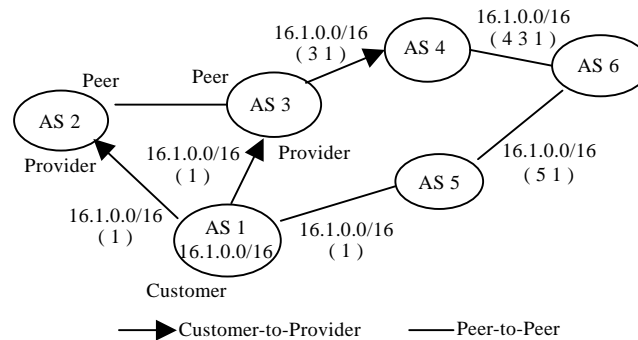 16.1.0.0/16
( 3 1 )
AS 4
16.1.0.0/16
( 4 3 1 )
AS 6
Peer
Peer
AS 2
AS 3
Provider
16.1.0.0/16
( 1 )
Provider
16.1.0.0/16
( 5 1 )
AS 5
16.1.0.0/16
( 1 )
AS 1
16.1.0.0/16
16.1.0.0/16
( 1 )
Customer
Customer-to-Provider
Peer-to-Peer